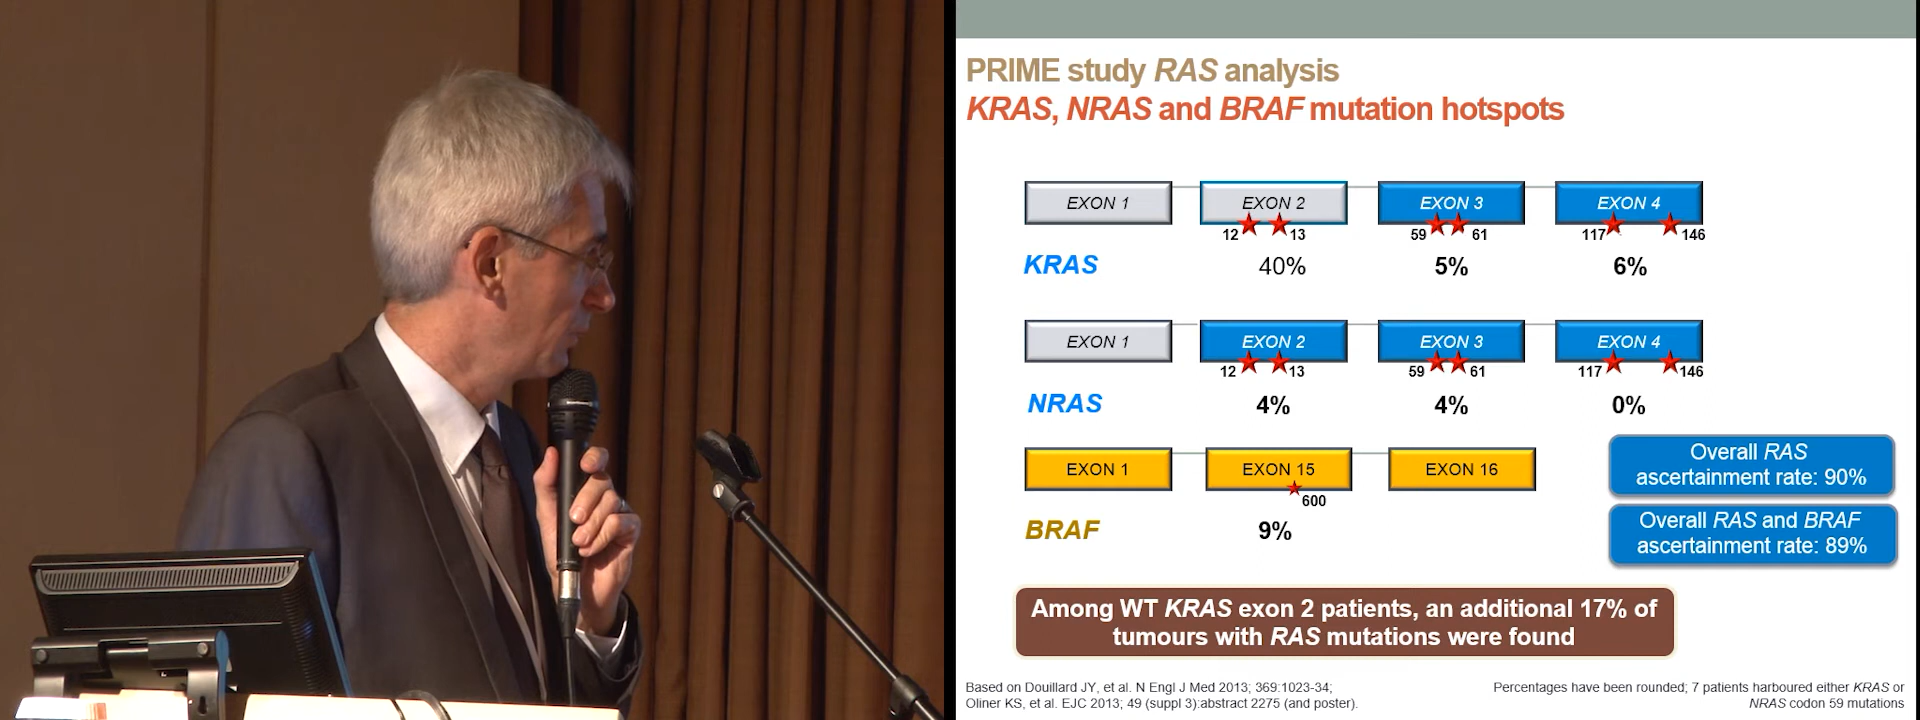 PRIME study RAS analysis
KRAS, NRAS and BRAF mutation hotspots
EXON 1 EXON 2 EXON 3 EXON 4
12 13 59 61 117 146
KRAS 40% 5% 6%
EXON 1 EXON 2 EXON 3 EXON 4
12 13 59 61 117 146
NRAS 4% 4% 0%
EXON 1 EXON 15 EXON 16
600
BRAF 9%
Overall RAS
ascertainment rate: 90%
Overall RAS and BRAF
ascertainment rate: 89%
Among WT KRAS exon 2 patients, an additional 17% of
tumours with RAS mutations were found
Based on Douillard JY, et al. N Engl J Med 2013; 369:1023-34;
Oliner KS, et al. EJC 2013; 49 (suppl 3):abstract 2275 (and poster).
Percentages have been rounded; 7 patients harboured either KRAS or
NRAS codon 59 mutations